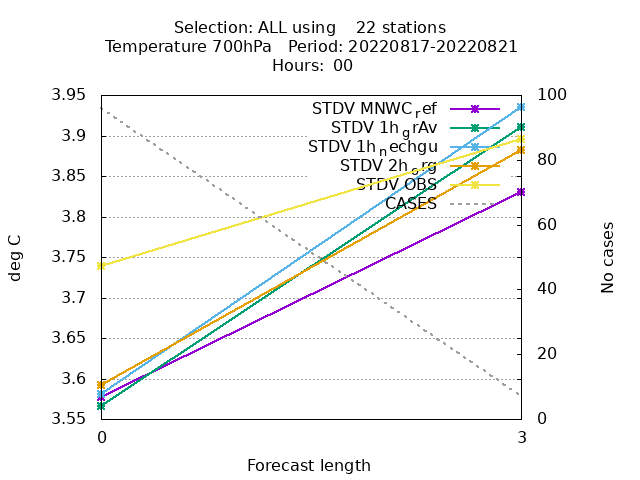 Selection: ALL using 22 stations
Temperature 700hPa Period: 20220817-20220821
Hours: 00
3.95
3.9
3.85
3.8
3.75
3.7
3.65
3.6
3.55
deg C
STDV MNWC_ref
STDV 1h_grAv
STDV 1h_nechgu
STDV 2h_srg
STDV OBS
CASES
100
80
60
40
20
0
No cases
0
3
Forecast length